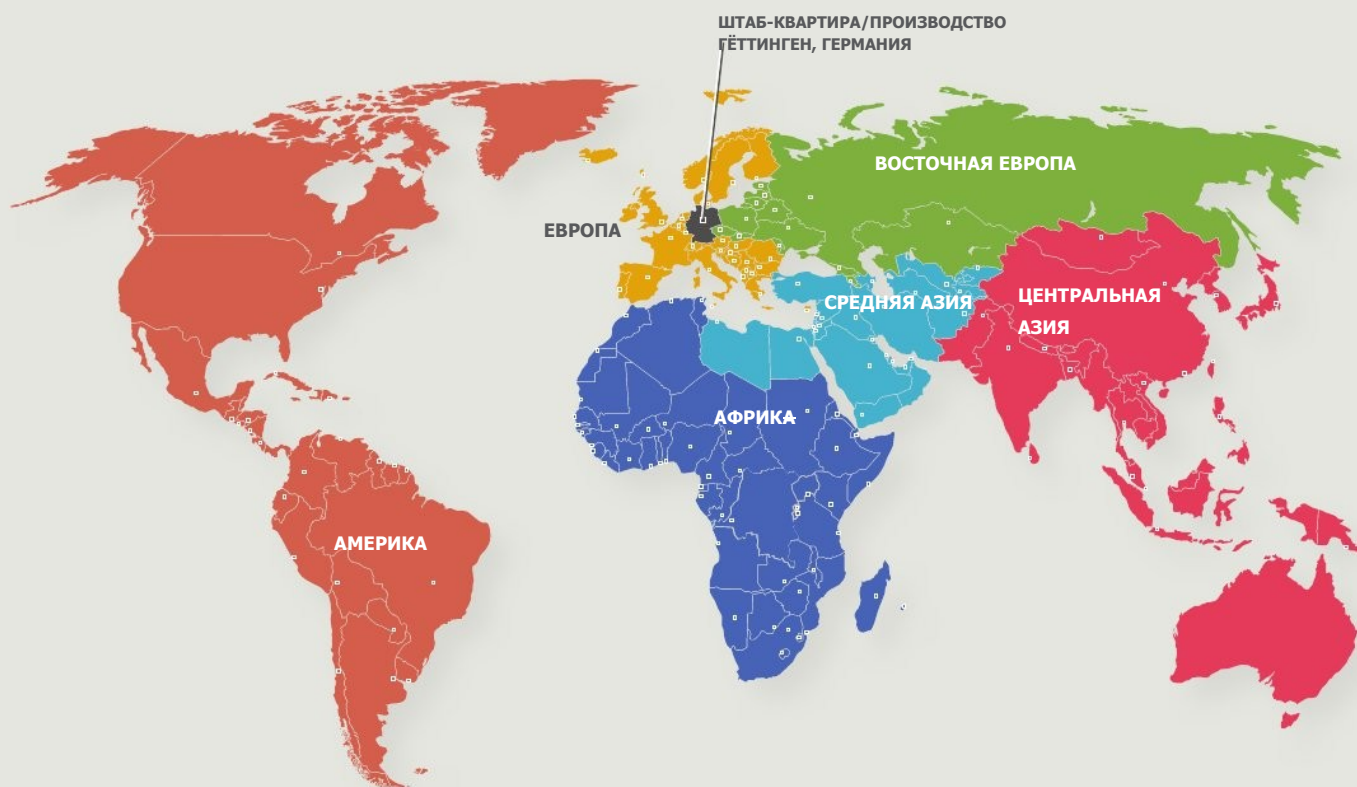 ШТАБ-КВАРТИРА/ПРОИЗВОДСТВО
ГЁТТИНГЕН, ГЕРМАНИЯ
ВОСТОЧНАЯ ЕВРОПА
ЕВРОПА
СРЕДНЯЯ АЗИЯ
ЦЕНТРАЛЬНАЯ
АЗИЯ
АФРИКА
АМЕРИКА